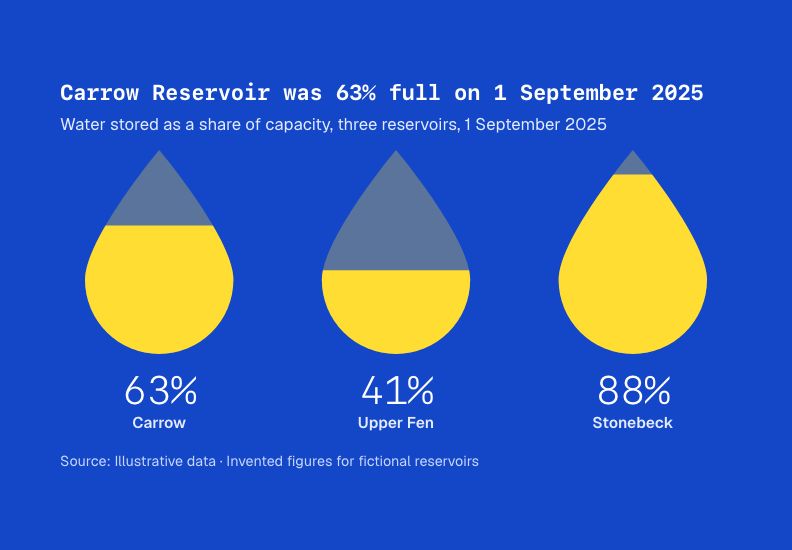 Carrow Reservoir was 63% full on 1 September 2025
Water stored as a share of capacity, three reservoirs, 1 September 2025
63%
Carrow
41%
Upper Fen
88%
Stonebeck
Source: Illustrative data · Invented figures for fictional reservoirs